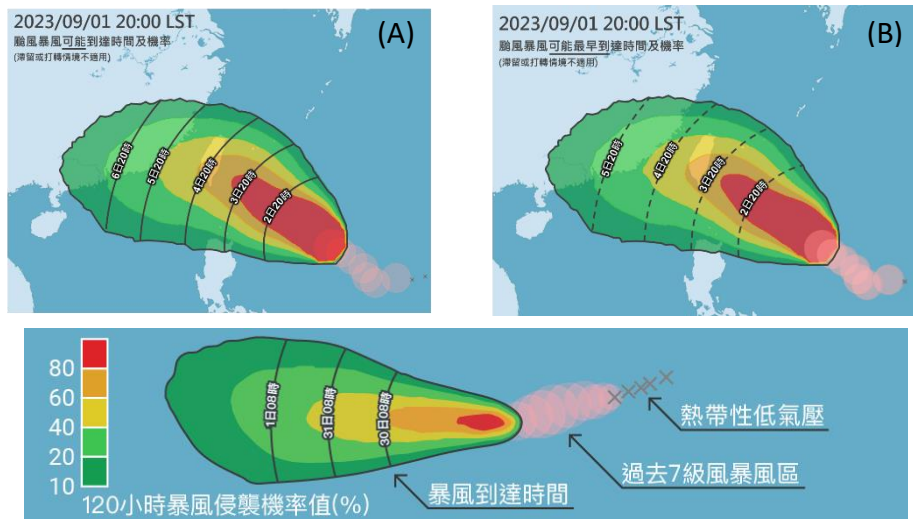 2023/09/01 20:00 LST
颱風暴風可能到達時間及機率
(滯留或打轉情境不適用)
(A)
6日20時
5日20時
4日20時
3日20時
2日20時
2023/09/01 20:00 LST
颱風暴風可能最早到達時間及機率
(滯留或打轉情境不適用)
(B)
5日20時
4日20時
3日20時
2日20時
80
60
40
20
10
1日08時
31日08時
30日08時
熱帶性低氣壓
過去7級風暴風區
暴風到達時間
120小時暴風侵襲機率值(%)